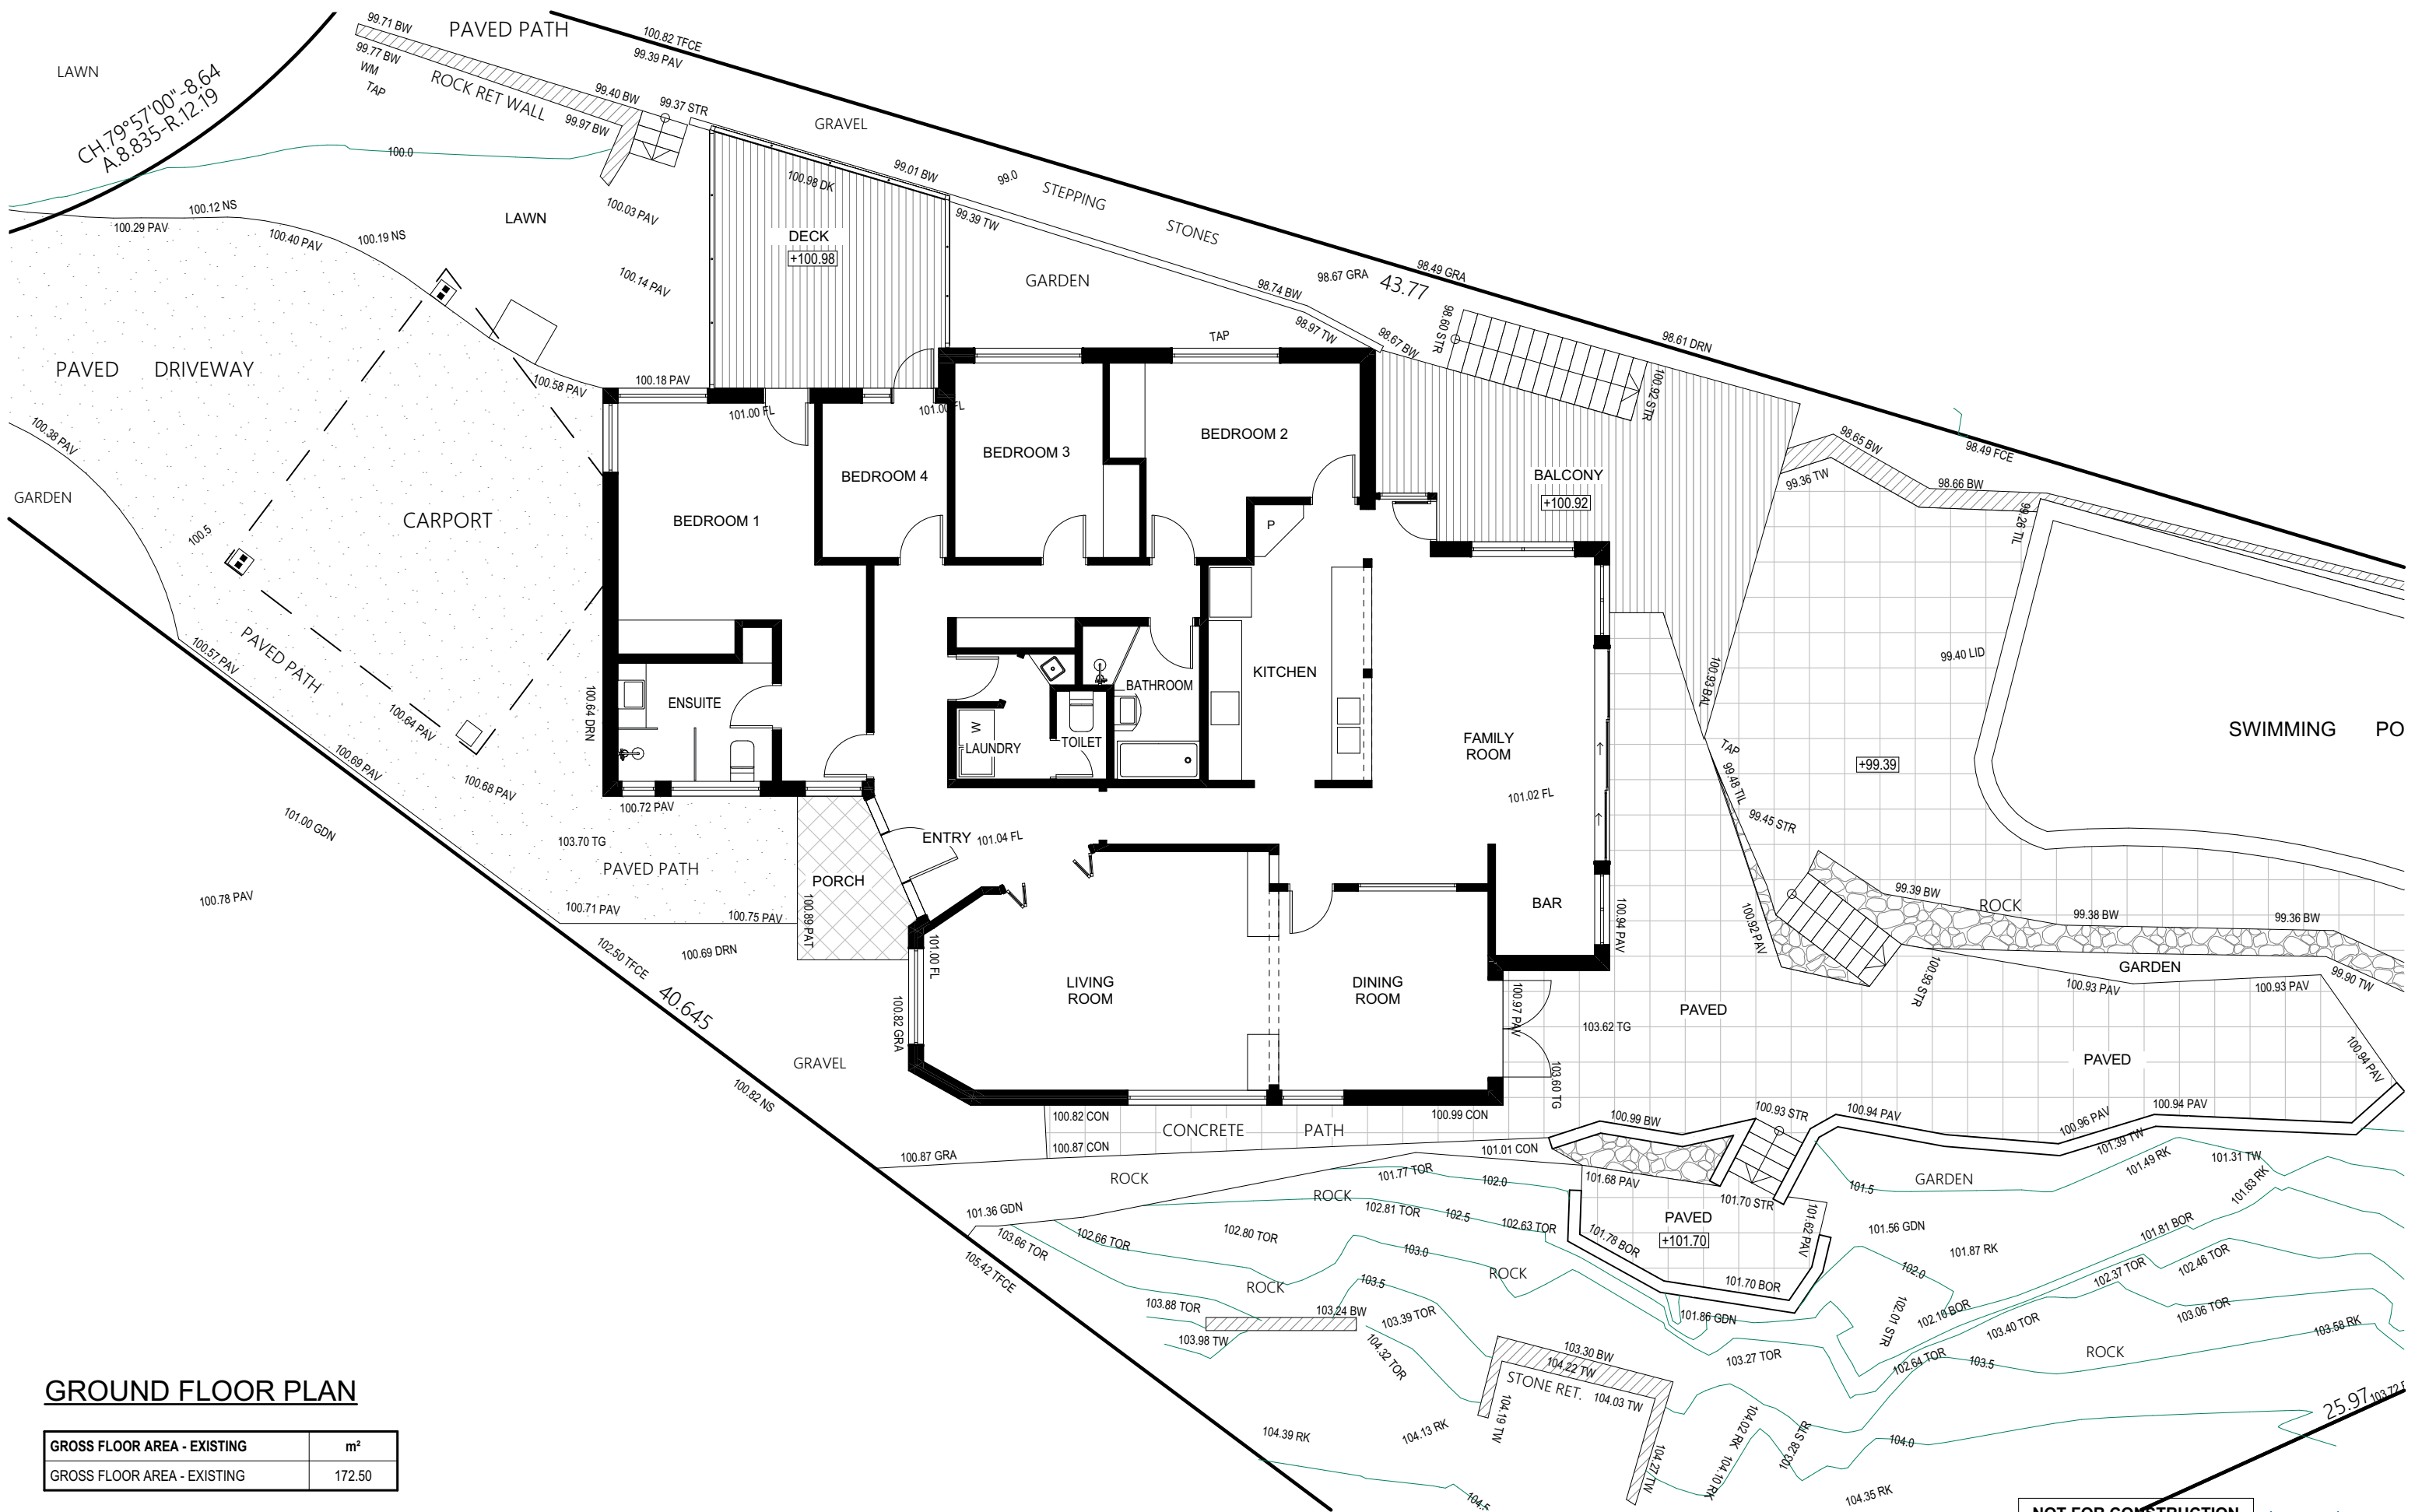 99.71 BW
PAVED PATH
100.82 TFCE
99.39 PAV
LAWN
99.77 BW
WM
TAP
ROCK RET WALL
99.40 BW
99.37 STR
99.97 BW
CH.79°57'00"-8.64
A.8.835-R.12.19
GRAVEL
100.0
99.01 BW
99.0
STEPPING
STONES
100.98 DK
99.39 TW
100.12 NS
100.29 PAV
100.40 PAV
100.19 NS
LAWN
100.03 PAV
100.14 PAV
DECK
+100.98
GARDEN
98.74 BW
98.67 GRA
43.77
98.49 GRA
98.97 TW
98.67 BW
TAP
98.60 STR
98.61 DRN
PAVED DRIVEWAY
100.58 PAV
100.18 PAV
101.00 FL
101.00 FL
100.92 STR
100.38 PAV
GARDEN
100.5
CARPORT
BEDROOM 1
BEDROOM 4
BEDROOM 3
BEDROOM 2
P
BALCONY
+100.92
98.65 BW
99.36 TW
98.66 BW
98.49 FCE
99.26 TIL
99.40 LID
100.57 PAV
PAVED PATH
100.64 PAV
100.64 DRN
ENSUITE
BATHROOM
KITCHEN
W
LAUNDRY
TOILET
FAMILY
ROOM
101.02 FL
100.93 BAL
TAP
99.48 TIL
99.45 STR
+99.39
SWIMMING PO
100.69 PAV
100.68 PAV
100.72 PAV
101.00 GDN
103.70 TG
PAVED PATH
100.78 PAV
100.71 PAV
100.75 PAV
ENTRY
101.04 FL
PORCH
100.89 PAT
101.00 FL
102.50 TFCE
100.69 DRN
40.645
100.82 GRA
GRAVEL
LIVING
ROOM
DINING
ROOM
BAR
100.94 PAV
100.92 PAV
99.39 BW
ROCK
99.38 BW
99.36 BW
GARDEN
99.90 TW
100.93 STR
100.93 PAV
100.93 PAV
100.97 PAV
103.62 TG
103.60 TG
PAVED
PAVED
100.94 PAV
100.82 NS
100.82 CON
CONCRETE PATH
100.99 CON
100.87 CON
100.87 GRA
101.01 CON
100.99 BW
100.93 STR
100.94 PAV
100.96 PAV
100.94 PAV
101.39 TW
101.49 RK
101.31 TW
101.63 RK
ROCK
101.77 TOR
102.0
101.68 PAV
101.70 STR
101.5
GARDEN
101.36 GDN
ROCK
102.81 TOR
102.5
102.63 TOR
PAVED
+101.70
101.62 PAV
101.78 BOR
101.56 GDN
101.81 BOR
103.66 TOR
102.66 TOR
102.80 TOR
103.0
101.87 RK
105.42 TFCE
ROCK
103.5
ROCK
101.70 BOR
102.0
102.37 TOR
102.46 TOR
103.88 TOR
103.24 BW
103.39 TOR
101.86 GDN
102.01 STR
102.10 BOR
103.40 TOR
103.06 TOR
103.58 RK
103.98 TW
104.32 TOR
103.30 BW
104.22 TW
103.27 TOR
102.64 TOR
103.5
ROCK
STONE RET.
104.03 TW
104.19 TW
GROUND FLOOR PLAN
104.39 RK
104.13 RK
104.02 RK
103.28 STR
104.0
25.97
GROSS FLOOR AREA - EXISTING m²
GROSS FLOOR AREA - EXISTING 172.50
104.27 TW
104.10 RK
104.35 RK
104.5
NOT FOR CONSTRUCTION